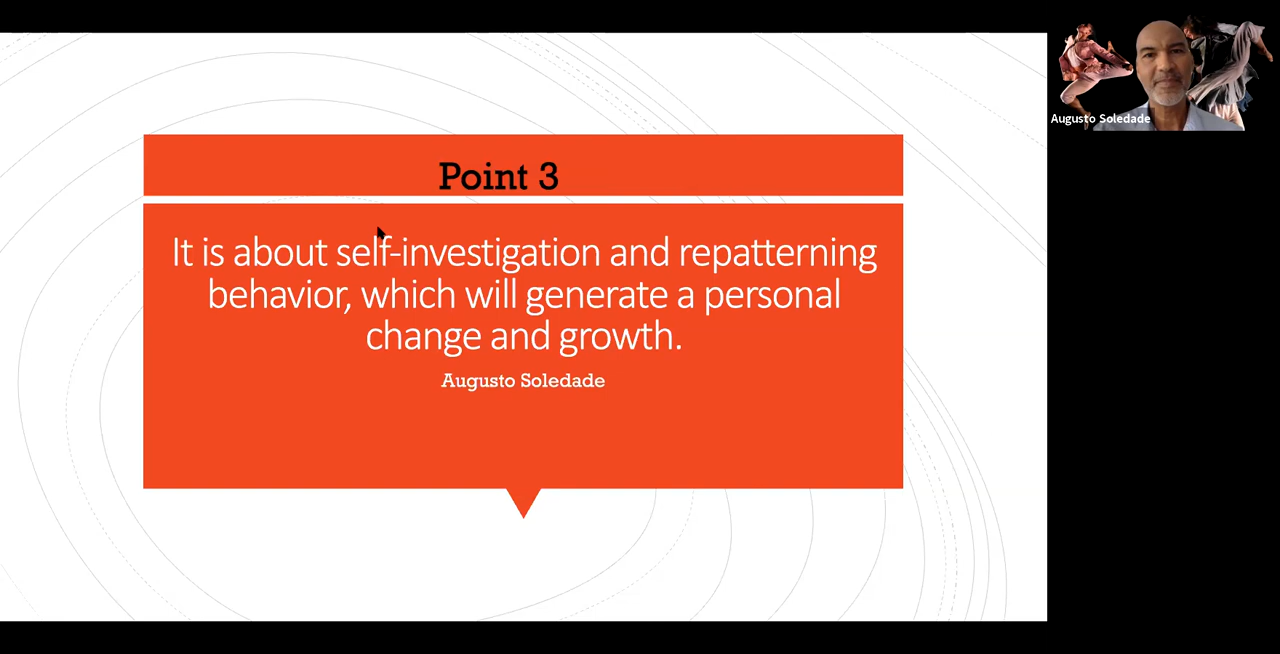 Point 3
It is about self-investigation and repatterning
behavior, which will generate a personal
change and growth.
Augusto Soledade
Augusto Soledade